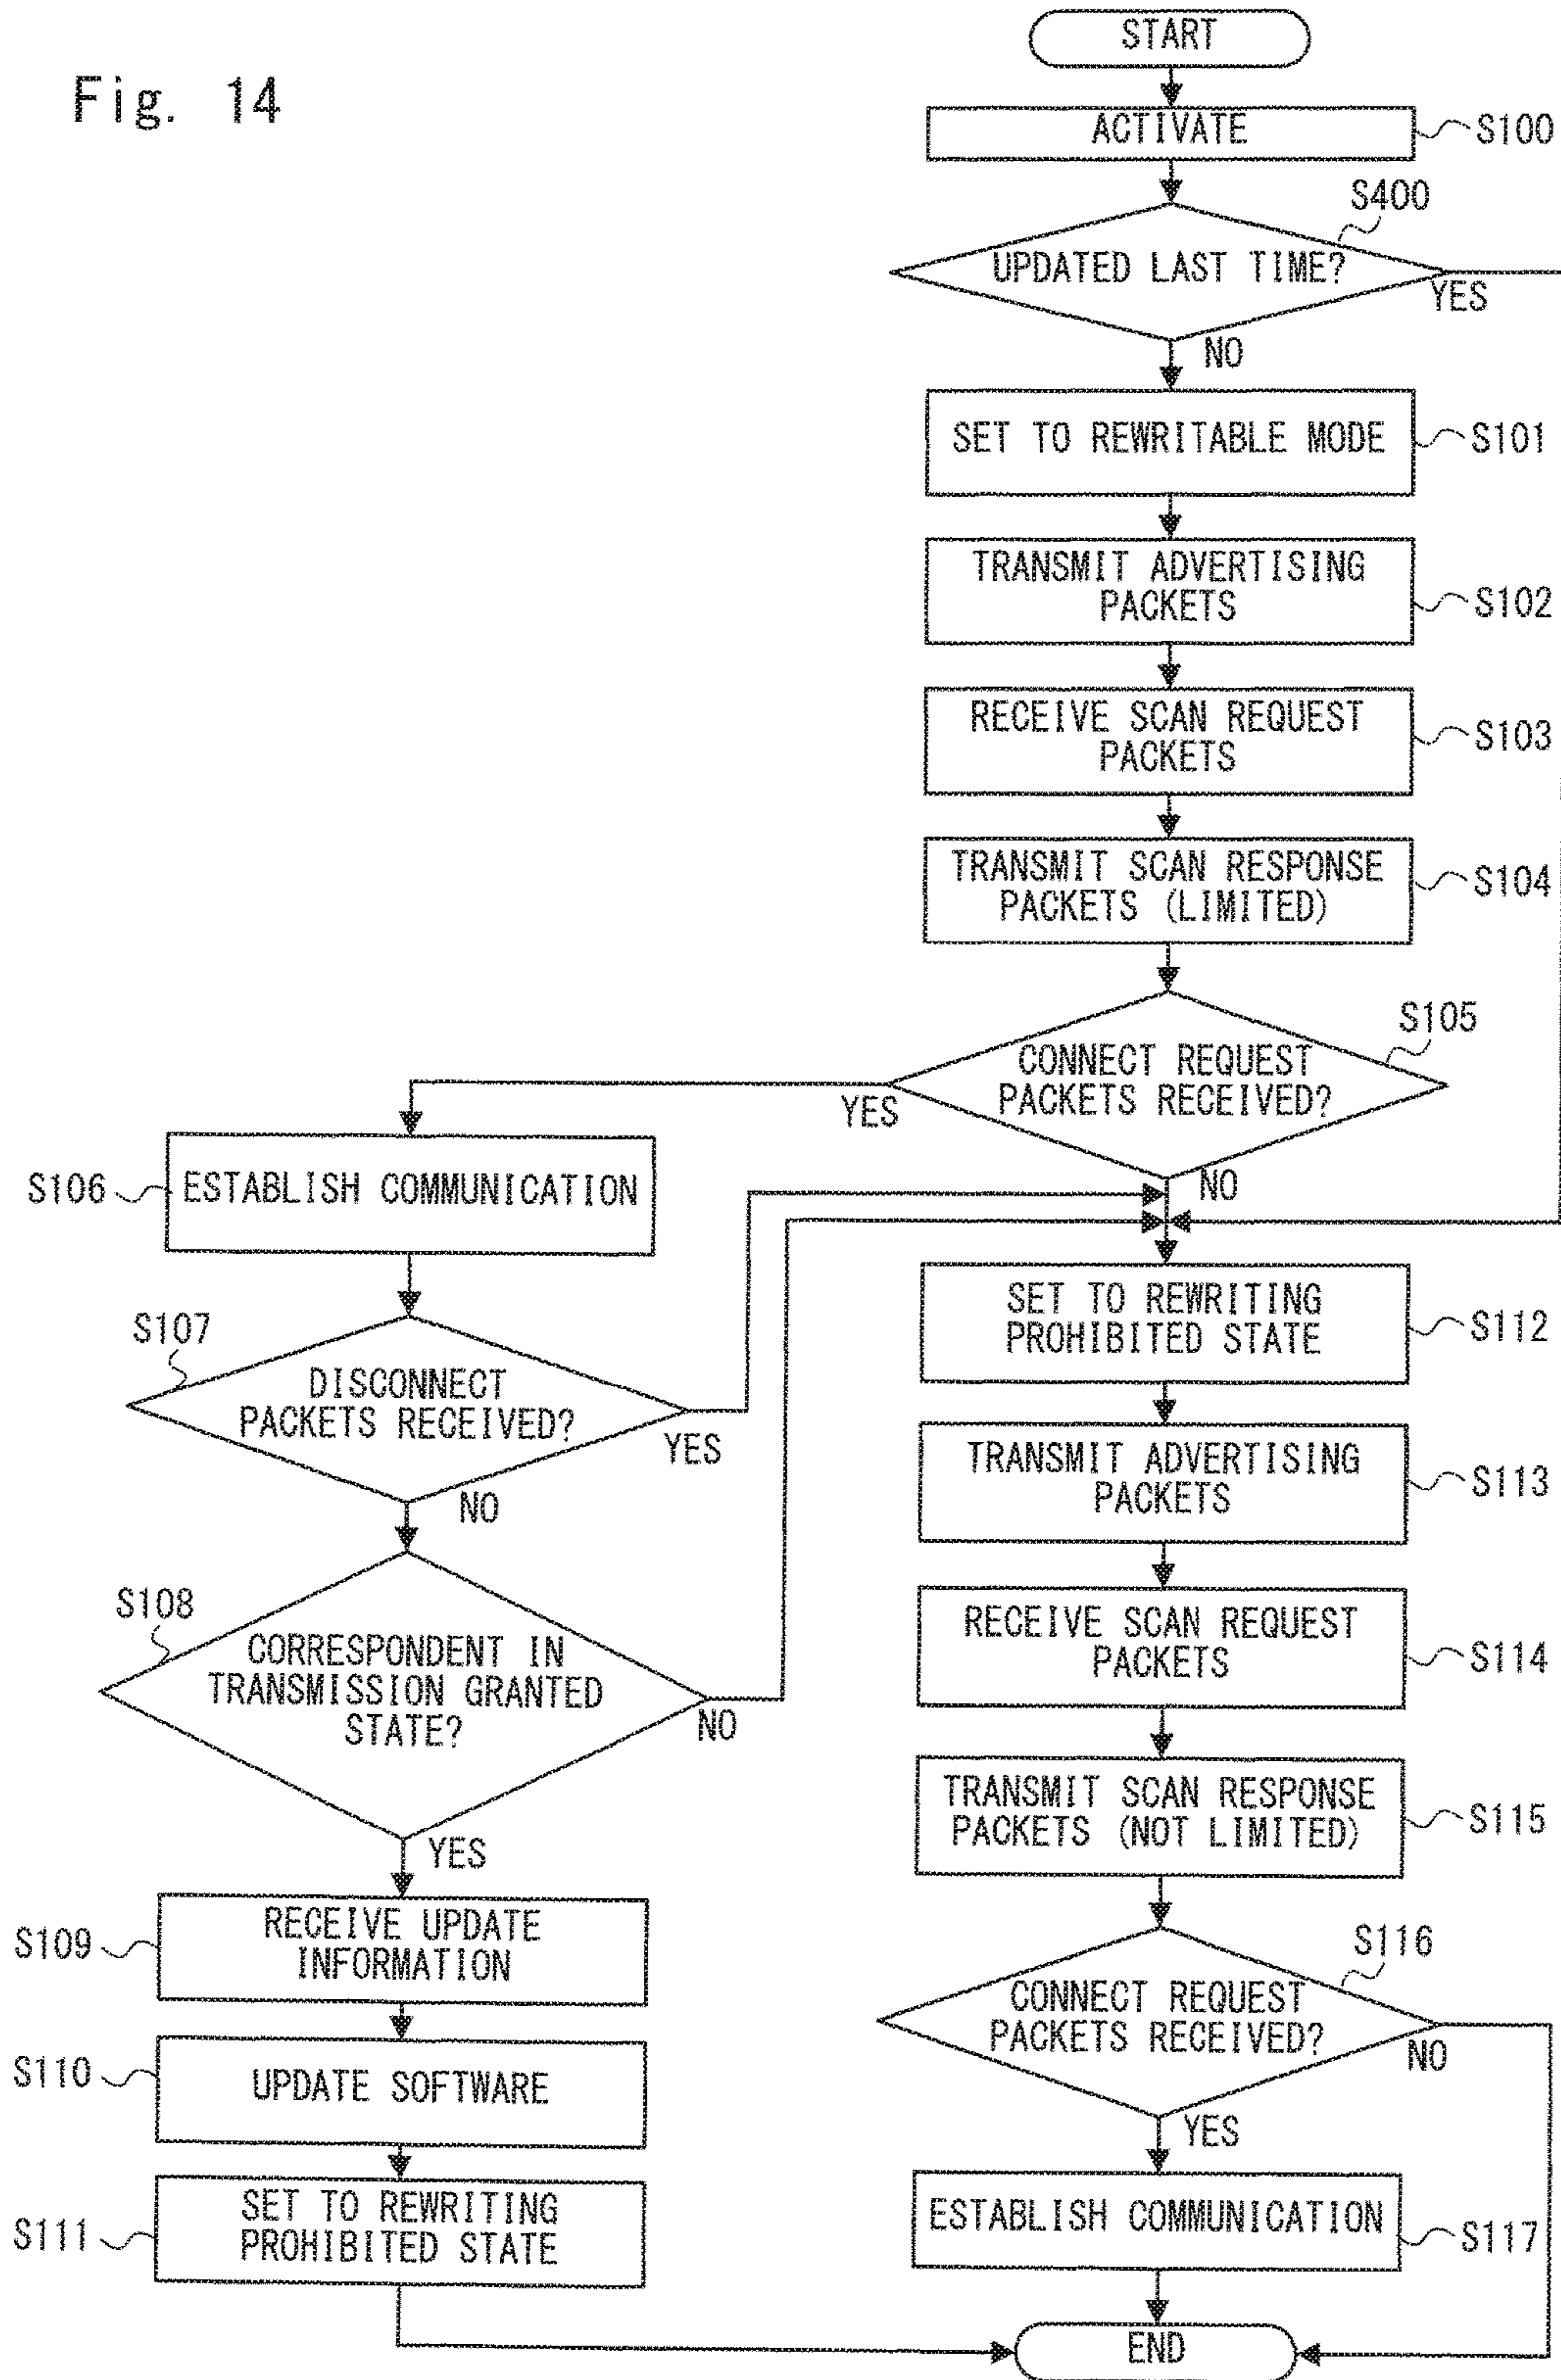 Fig. 14
START
ACTIVATE
S100
S400
UPDATED LAST TIME?
YES
NO
SET TO REWRITABLE MODE
S101
TRANSMIT ADVERTISING
PACKETS
S102
RECEIVE SCAN REQUEST
PACKETS
S103
TRANSMIT SCAN RESPONSE
PACKETS (LIMITED)
S104
S105
CONNECT REQUEST
PACKETS RECEIVED?
YES
NO
S106
ESTABLISH COMMUNICATION
S107
DISCONNECT
PACKETS RECEIVED?
YES
NO
S108
CORRESPONDENT IN
TRANSMISSION GRANTED
STATE?
NO
YES
S109
RECEIVE UPDATE
INFORMATION
S110
UPDATE SOFTWARE
S111
SET TO REWRITING
PROHIBITED STATE
SET TO REWRITING
PROHIBITED STATE
S112
TRANSMIT ADVERTISING
PACKETS
S113
RECEIVE SCAN REQUEST
PACKETS
S114
TRANSMIT SCAN RESPONSE
PACKETS (NOT LIMITED)
S115
S116
CONNECT REQUEST
PACKETS RECEIVED?
NO
YES
ESTABLISH COMMUNICATION
S117
END